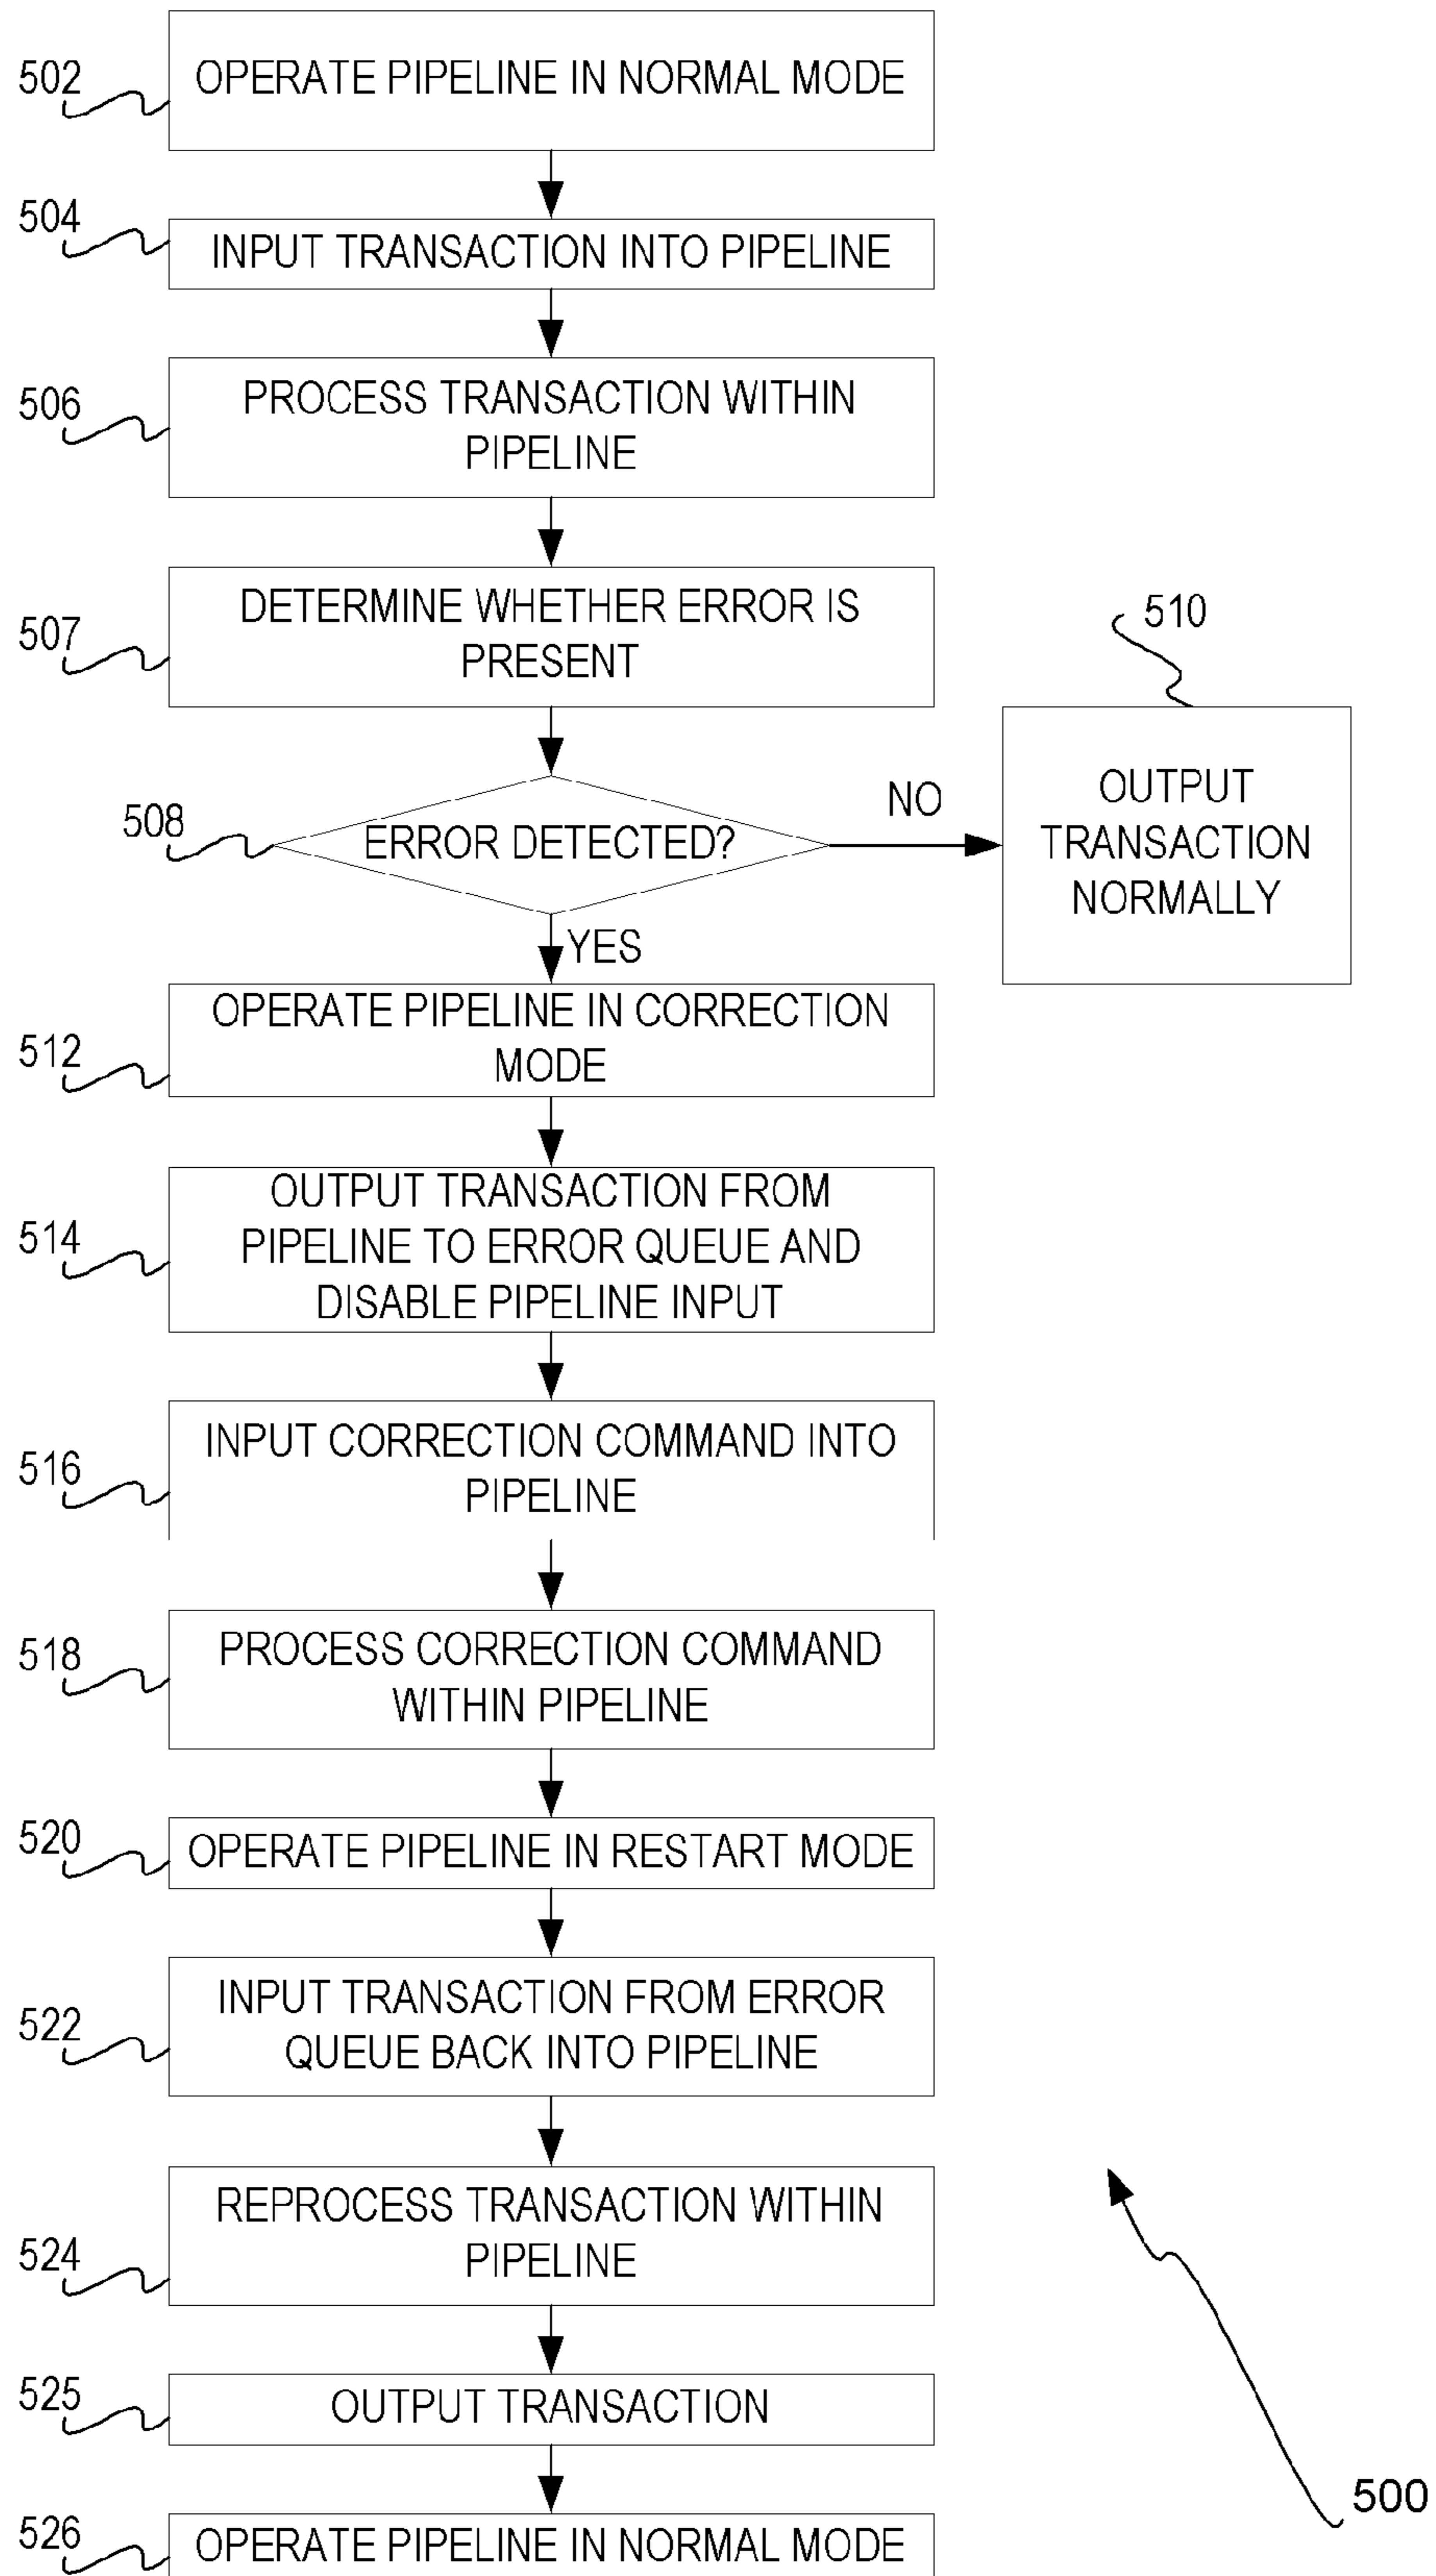 502
OPERATE PIPELINE IN NORMAL MODE
504
INPUT TRANSACTION INTO PIPELINE
506
PROCESS TRANSACTION WITHIN
PIPELINE
507
DETERMINE WHETHER ERROR IS
PRESENT
508
ERROR DETECTED?
NO
510
OUTPUT
TRANSACTION
NORMALLY
YES
512
OPERATE PIPELINE IN CORRECTION
MODE
514
OUTPUT TRANSACTION FROM
PIPELINE TO ERROR QUEUE AND
DISABLE PIPELINE INPUT
516
INPUT CORRECTION COMMAND INTO
PIPELINE
518
PROCESS CORRECTION COMMAND
WITHIN PIPELINE
520
OPERATE PIPELINE IN RESTART MODE
522
INPUT TRANSACTION FROM ERROR
QUEUE BACK INTO PIPELINE
524
REPROCESS TRANSACTION WITHIN
PIPELINE
525
OUTPUT TRANSACTION
526
OPERATE PIPELINE IN NORMAL MODE
500